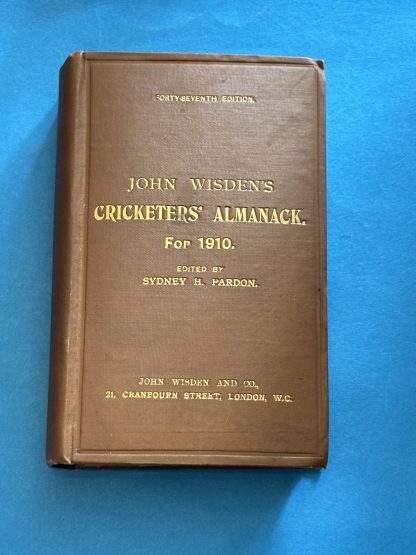 FORTY-SEVENTH EDITION.
JOHN WISDEN'S
CRICKETERS' ALMANACK.
For 1910.
EDITED BY
SYDNEY H. PARDON.
JOHN WISDEN AND CO.,
21, CRANBOURN STREET, LONDON, W.C.